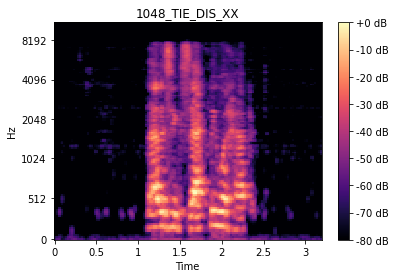 1048_TIE_DIS_XX
+0 dB
8192
-10 dB
4096
-20 dB
-30 dB
2048
Hz
-40 dB
1024
-50 dB
512
-60 dB
-70 dB
0
-80 dB
0 0.5 1 1.5 2 2.5 3
Time